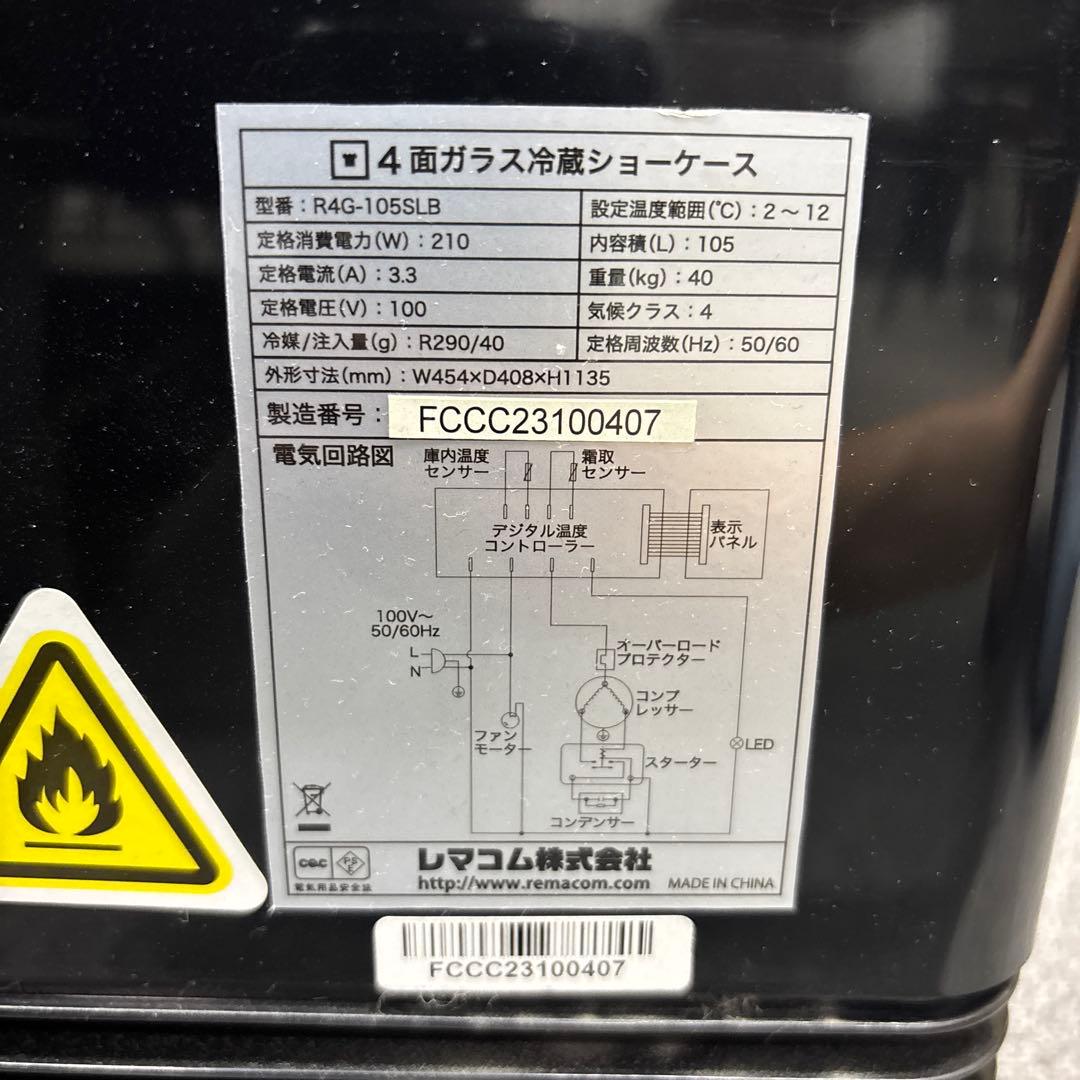 4面ガラス冷蔵ショーケース
型番：R4G-105SLB
設定温度範囲(℃)：2～12
定格消費電力(W)：210
内容積(L)：105
定格電流(A)：3.3
重量(kg)：40
定格電圧(V)：100
気候クラス：4
冷媒/注入量(g)：R290/40
定格周波数(Hz)：50/60
外形寸法(mm)：W454×D408×H1135
製造番号：FCCC23100407
電気回路図
庫内温度
センサー
霜取
センサー
デジタル温度
コントローラー
表示
パネル
100V～
50/60Hz
L
N
オーバーロード
プロテクター
コンプ
レッサー
ファン
モーター
LED
スターター
コンデンサー
CQC
PS
E
電気用品安全法
レマコム株式会社
http://www.remacom.com
MADE IN CHINA
FCCC23100407